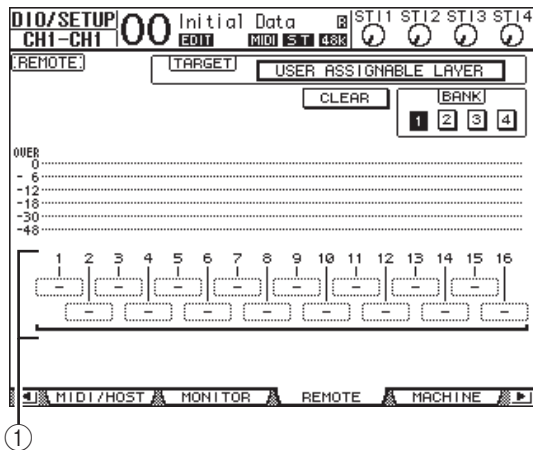 DIO/SETUP 00 Initial Data R ST1 ST2 ST3 ST4
CH1-CH1 EDIT MIDI ST 48K
REMOTE TARGET USER ASSIGNABLE LAYER
CLEAR BANK
1 2 3 4
OVER
0
- 6
-12
-18
-30
-48
1 2 3 4 5 6 7 8 9 10 11 12 13 14 15 16
- - - - - - - -
- - - - - - - -
MIDI/HOST MONITOR REMOTE MACHINE
1